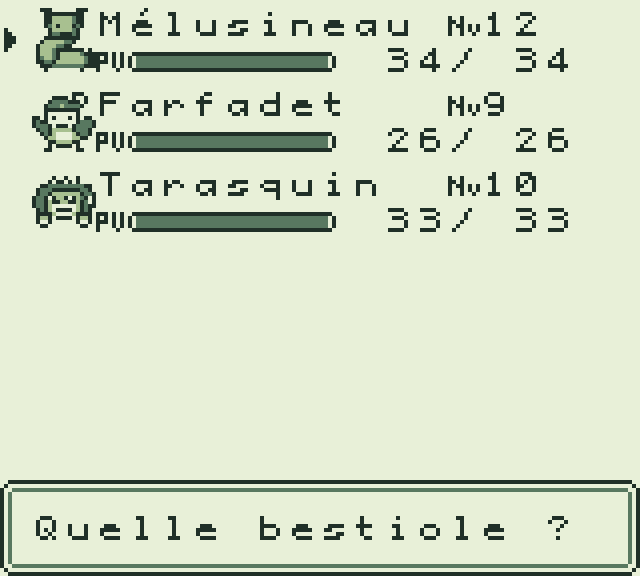 Mélusineau Nv12
PV 34/ 34
Farfadet Nv9
PV 26/ 26
Tarasquin Nv10
PV 33/ 33
Quelle bestiole ?